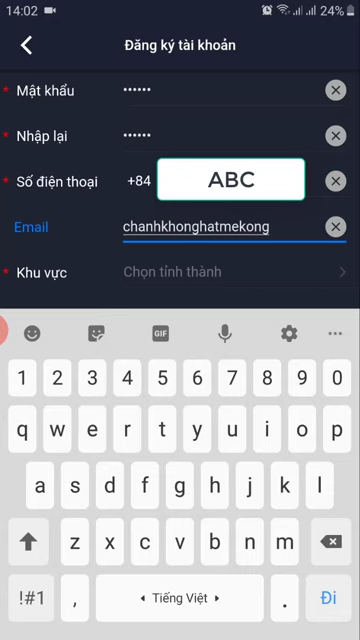 14:02 24%
Đăng ký tài khoản
* Mật khẩu ••••••
* Nhập lại ••••••
* Số điện thoại +84 ABC
Email chanhkhonghatmekong
* Khu vực Chọn tỉnh thành
GIF
1 2 3 4 5 6 7 8 9 0
q w e r t y u i o p
a s d f g h j k l
z x c v b n m
!#1 , Tiếng Việt . Đi